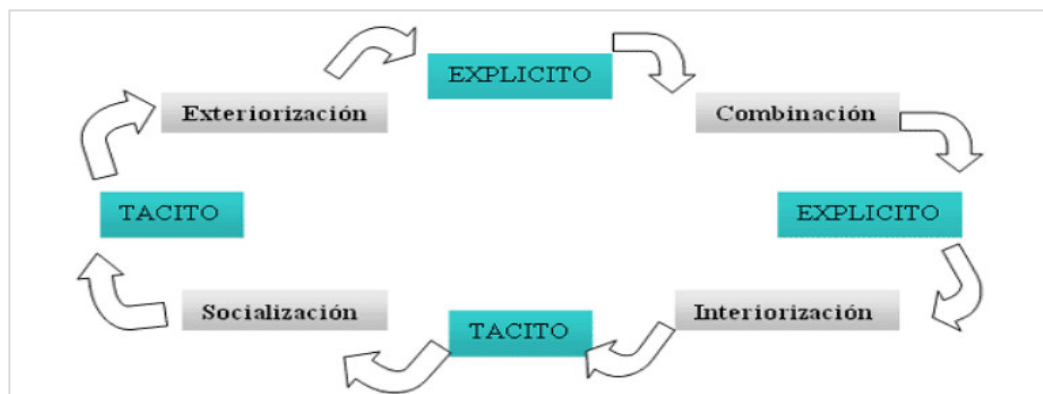 EXPLICITO
Exteriorización
Combinación
TACITO
EXPLICITO
Socialización
TACITO
Interiorización